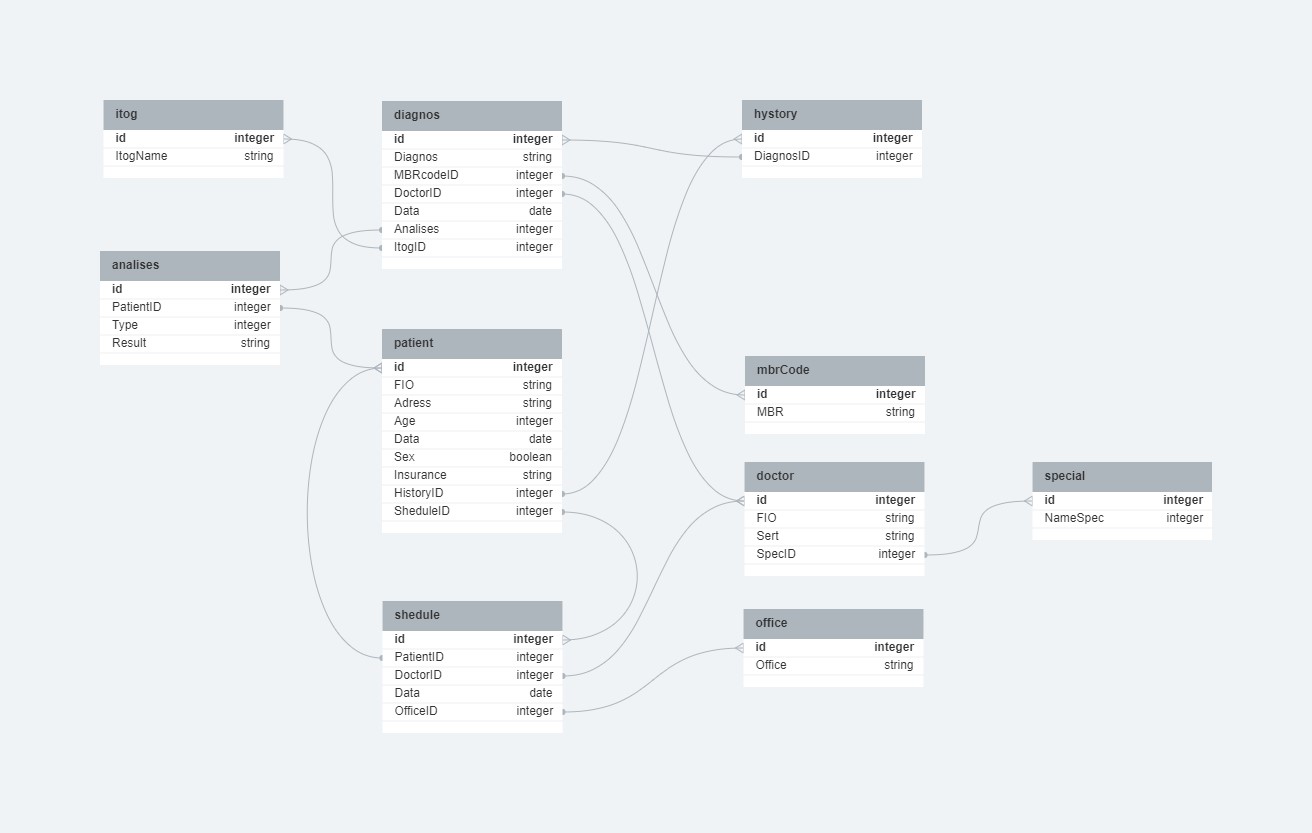 itog
id integer
ItogName string
diagnos
id integer
Diagnos string
MBRcodeID integer
DoctorID integer
Data date
Analises integer
ItogID integer
hystory
id integer
DiagnosID integer
analises
id integer
PatientID integer
Type integer
Result string
patient
id integer
FIO string
Adress string
Age integer
Data date
Sex boolean
Insurance string
HistoryID integer
SheduleID integer
mbrCode
id integer
MBR string
doctor
id integer
FIO string
Sert string
SpecID integer
special
id integer
NameSpec integer
shedule
id integer
PatientID integer
DoctorID integer
Data date
OfficeID integer
office
id integer
Office string